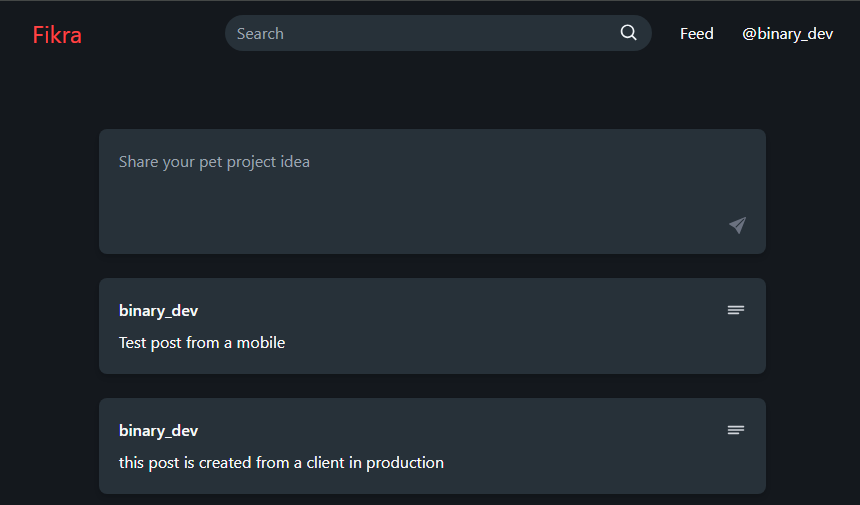 Fikra
Search
Feed
@binary_dev
Share your pet project idea
binary_dev
Test post from a mobile
binary_dev
this post is created from a client in production